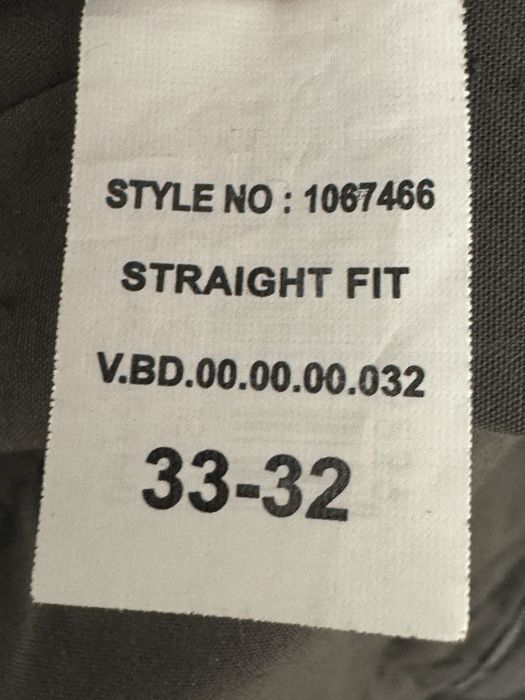 STYLE NO : 1067466
STRAIGHT FIT
V.BD.00.00.00.032
33-32